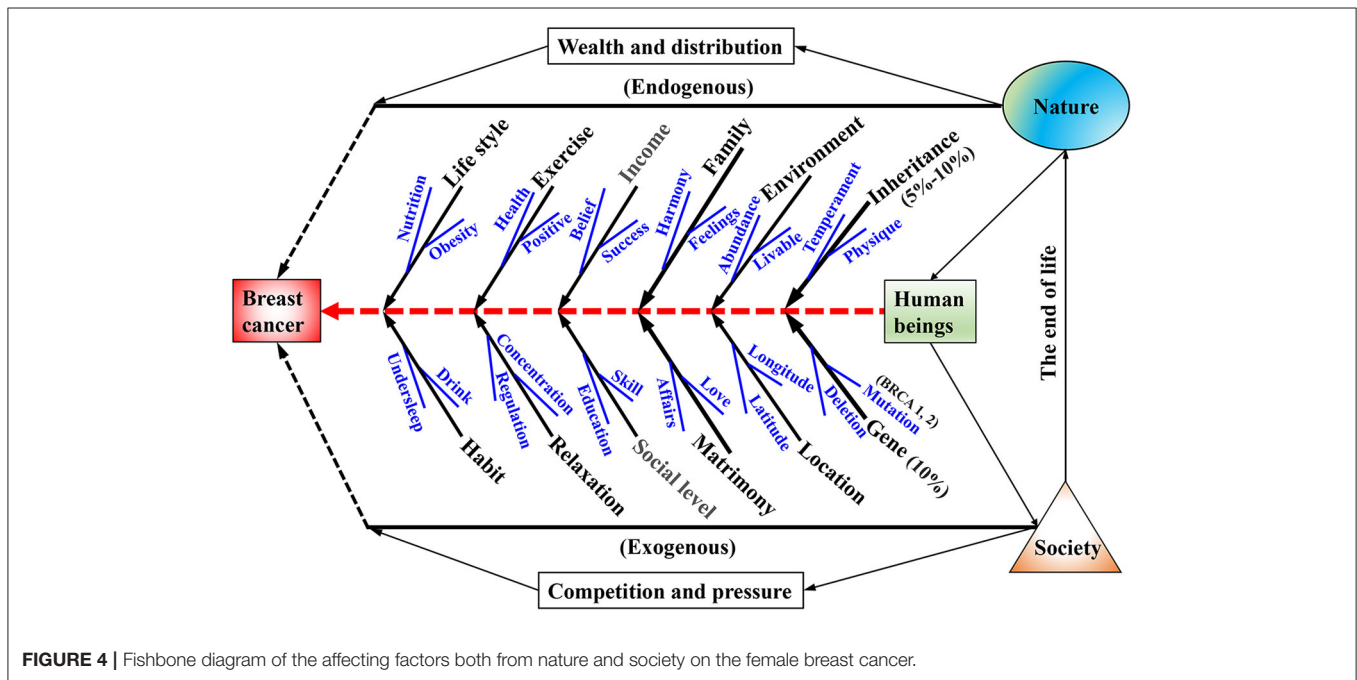 Wealth and distribution
(Endogenous)
Nature
Life style
Nutrition
Obesity
Exercise
Health
Positive
Income
Belief
Success
Family
Harmony
Feelings
Environment
Abundance
Livable
Inheritance
(5%-10%)
Temperament
Physique
Breast
cancer
Human
beings
The end of life
Undersleep
Drink
Habit
Regulation
Concentration
Relaxation
Education
Skill
Social level
Affairs
Love
Matrimony
Latitude
Longitude
Location
Deletion
Mutation
(BRCA 1, 2)
Gene (10%)
(Exogenous)
Society
Competition and pressure
FIGURE 4 | Fishbone diagram of the affecting factors both from nature and society on the female breast cancer.